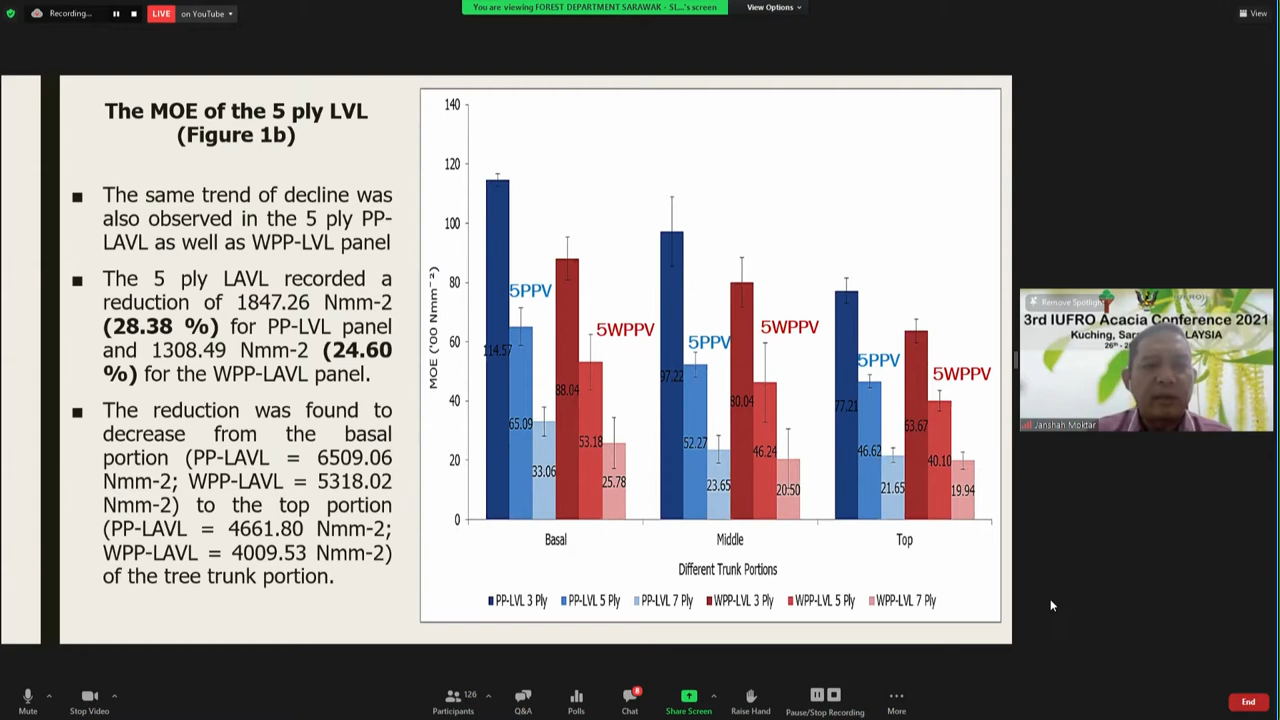 Recording...
LIVE
on YouTube
You are viewing FOREST DEPARTMENT SARAWAK - SL...'s screen
View Options
View
The MOE of the 5 ply LVL
(Figure 1b)
The same trend of decline was
also observed in the 5 ply PP-
LAVL as well as WPP-LVL panel
The 5 ply LAVL recorded a
reduction of 1847.26 Nmm-2
(28.38 %) for PP-LVL panel
and 1308.49 Nmm-2 (24.60
%) for the WPP-LAVL panel.
The reduction was found to
decrease from the basal
portion (PP-LAVL = 6509.06
Nmm-2; WPP-LAVL = 5318.02
Nmm-2) to the top portion
(PP-LAVL = 4661.80 Nmm-2;
WPP-LAVL = 4009.53 Nmm-2)
of the tree trunk portion.
MOE ('00 Nmm⁻²)
140
120
100
80
60
40
20
0
5PPV
5WPPV
5PPV
5WPPV
5PPV
5WPPV
114.57
65.09
33.06
88.04
53.18
25.78
97.22
52.27
23.65
80.04
46.24
20.50
77.21
46.62
21.65
63.67
40.10
19.94
Basal
Middle
Top
Different Trunk Portions
PP-LVL 3 Ply
PP-LVL 5 Ply
PP-LVL 7 Ply
WPP-LVL 3 Ply
WPP-LVL 5 Ply
WPP-LVL 7 Ply
Remove Spotlight
3rd IUFRO Acacia Conference 2021
Kuching, Sar
LAYSIA
Janshah Moktar
Mute
Stop Video
Participants
126
Q&A
Polls
Chat
8
Share Screen
Raise Hand
Pause/Stop Recording
More
End